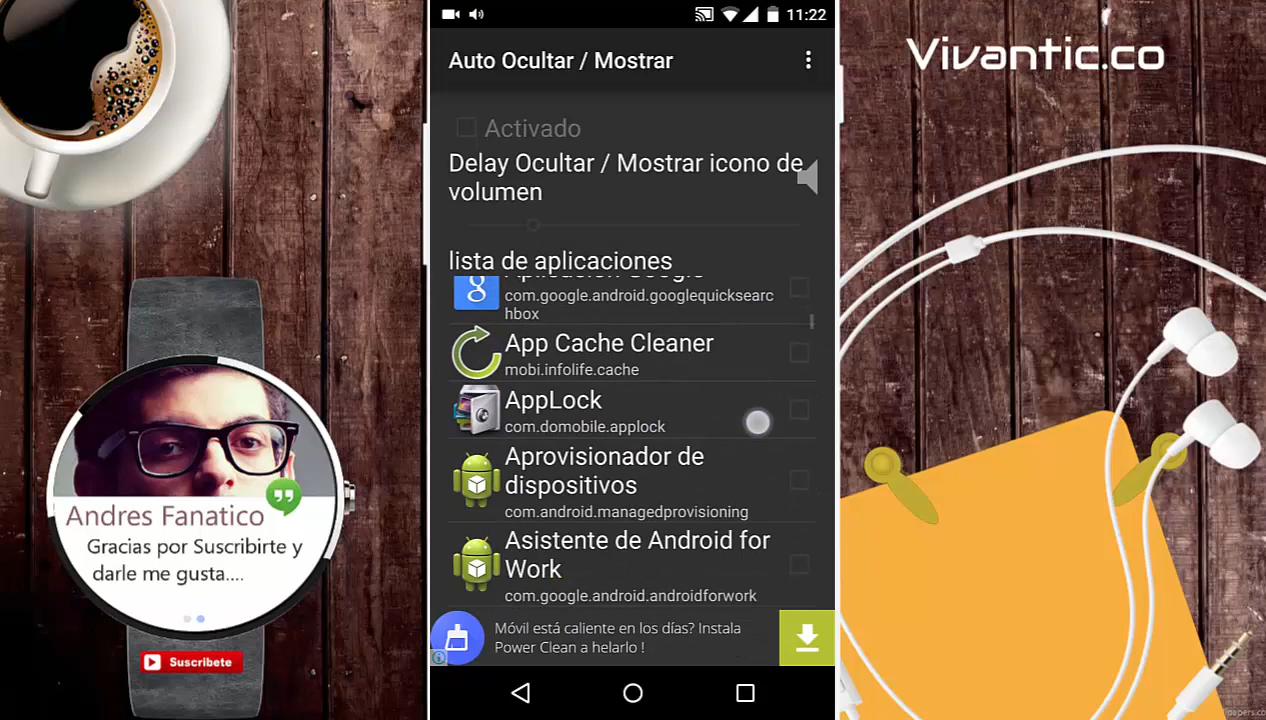 11:22
Vivantic.co
Auto Ocultar / Mostrar
Activado
Delay Ocultar / Mostrar icono de
volumen
lista de aplicaciones
Aplicación Google
com.google.android.googlequicksearc
hbox
App Cache Cleaner
mobi.infolife.cache
AppLock
com.domobile.applock
Aprovisionador de
dispositivos
com.android.managedprovisioning
Asistente de Android for
Work
com.google.android.androidforwork
Móvil está caliente en los días? Instala
Power Clean a helarlo !
Andres Fanatico
Gracias por Suscribirte y
darle me gusta....
Suscribete